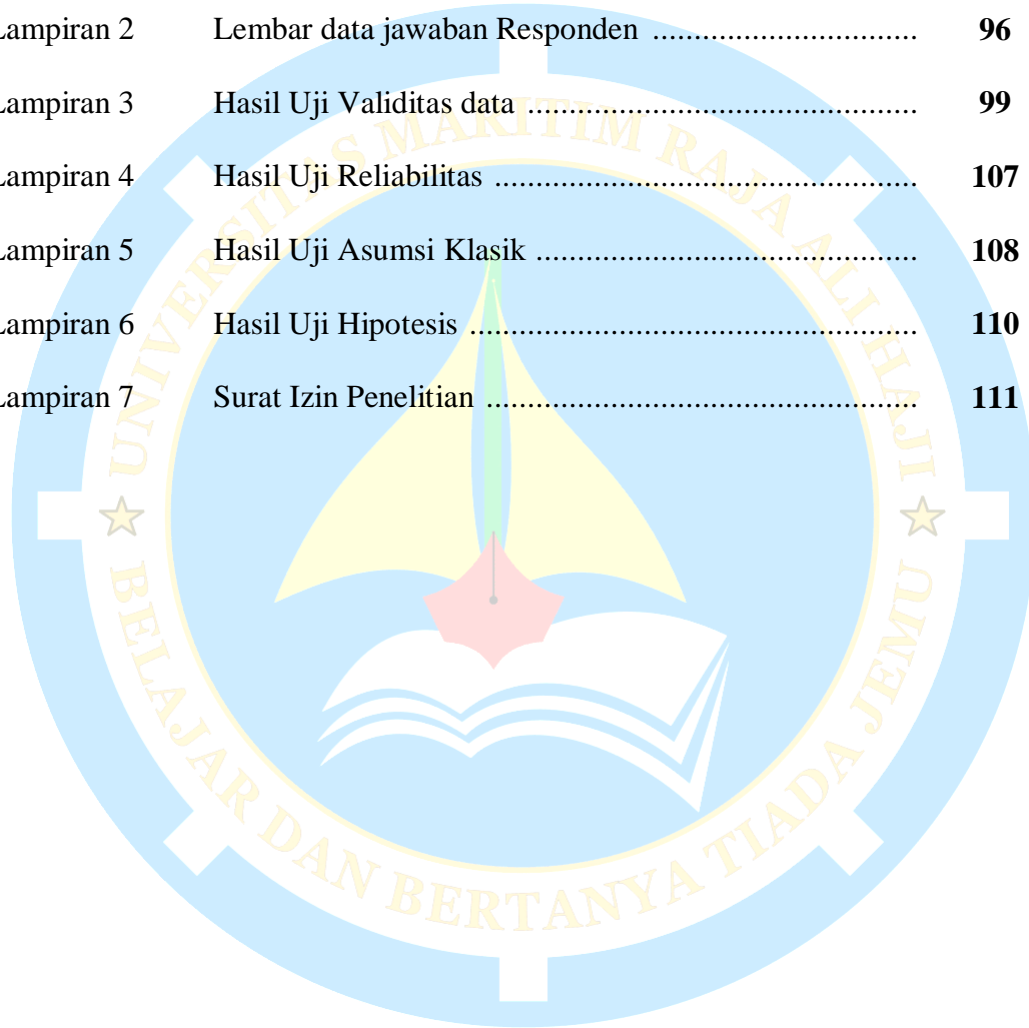 Lampiran 2 Lembar data jawaban Responden ............................. 96
Lampiran 3 Hasil Uji Validitas data ............................................ 99
Lampiran 4 Hasil Uji Reliabilitas .............................................. 107
Lampiran 5 Hasil Uji Asumsi Klasik .......................................... 108
Lampiran 6 Hasil Uji Hipotesis ................................................. 110
Lampiran 7 Surat Izin Penelitian ............................................... 111
UNIVERSITAS MARITIM RAJA ALI HAJI
BELAJAR DAN BERTANYA TIADA JEMU